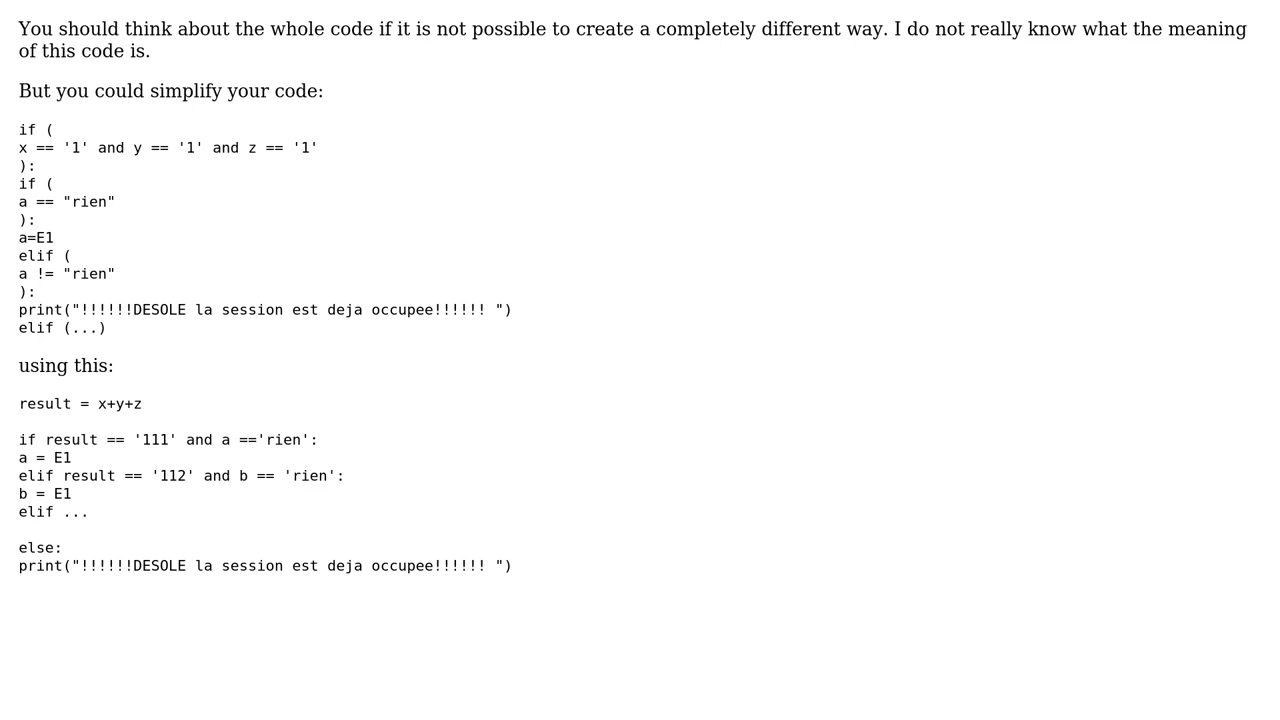 You should think about the whole code if it is not possible to create a completely different way. I do not really know what the meaning
of this code is.
But you could simplify your code:
if (
x == '1' and y == '1' and z == '1'
):
if (
a == "rien"
):
a=E1
elif (
a != "rien"
):
print("!!!!!!DESOLE la session est deja occupee!!!!!! ")
elif (...)
using this:
result = x+y+z
if result == '111' and a =='rien':
a = E1
elif result == '112' and b == 'rien':
b = E1
elif ...
else:
print("!!!!!!DESOLE la session est deja occupee!!!!!! ")